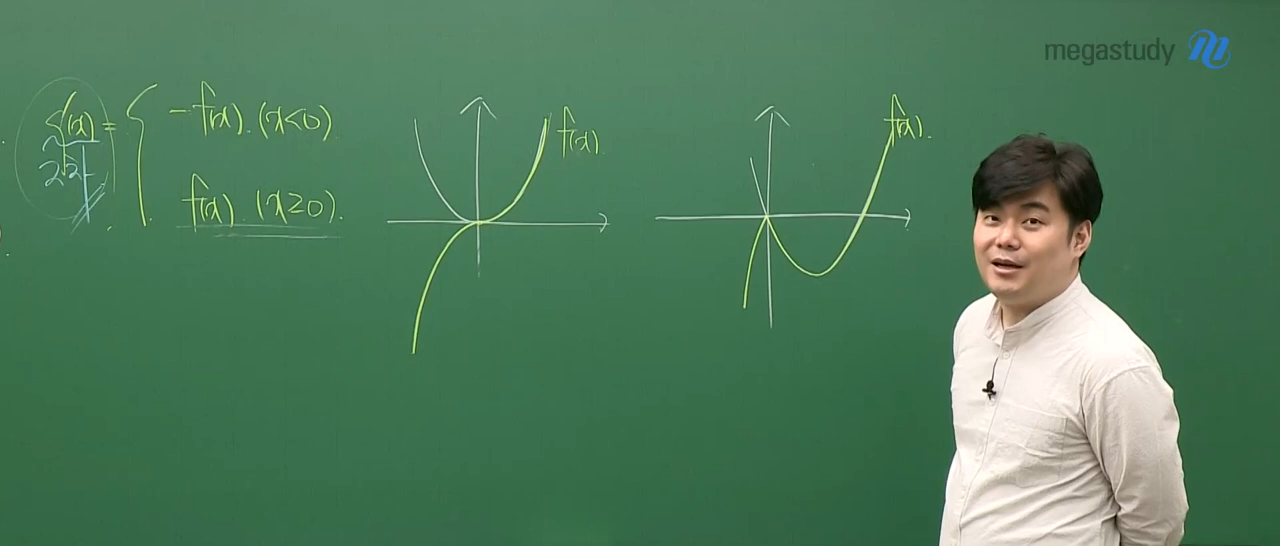 megastudy
g(x) = { -f(x). (x<0)
f(x). (x≥0).
f(x).
f(x).